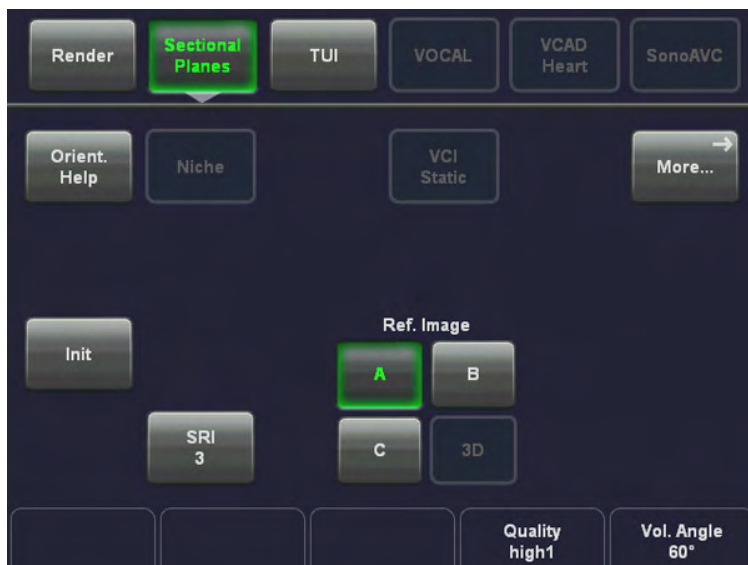 Render
Sectional
Planes
TUI
VOCAL
VCAD
Heart
SonoAVC
Orient.
Help
Niche
VCI
Static
More...
Ref. Image
Init
A
B
SRI
3
C
3D
Quality
high1
Vol. Angle
60°